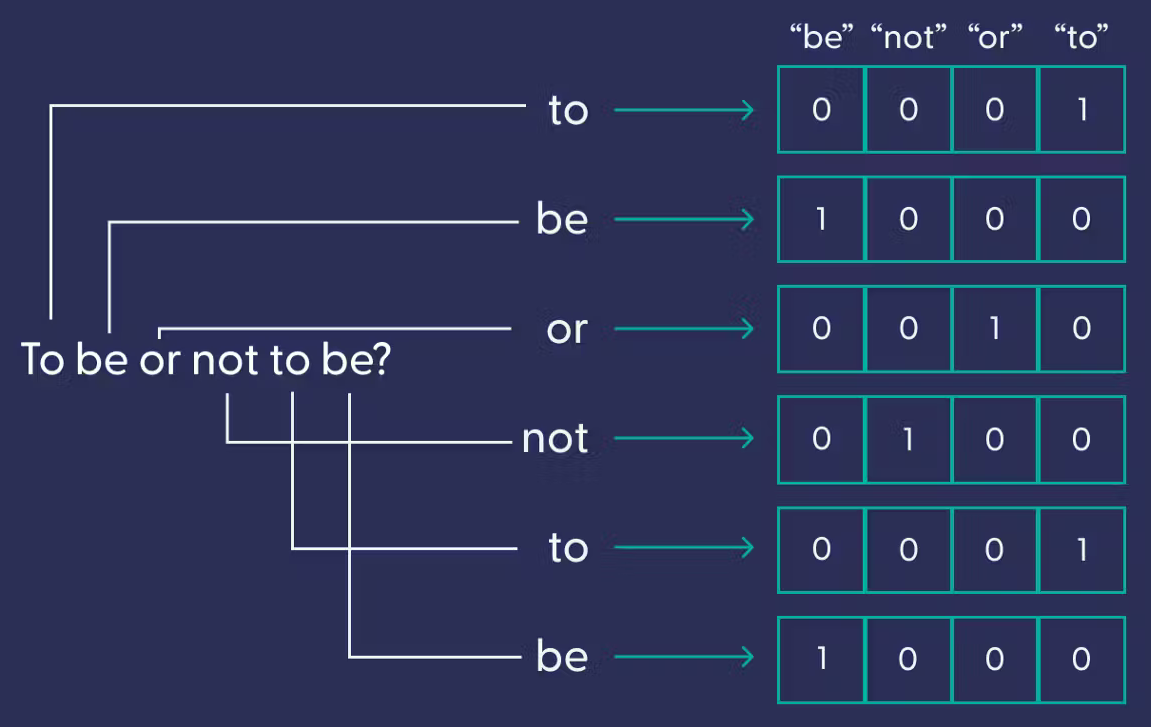 “be” “not” “or” “to”
to 0 0 0 1
be 1 0 0 0
or 0 0 1 0
To be or not to be?
not 0 1 0 0
to 0 0 0 1
be 1 0 0 0